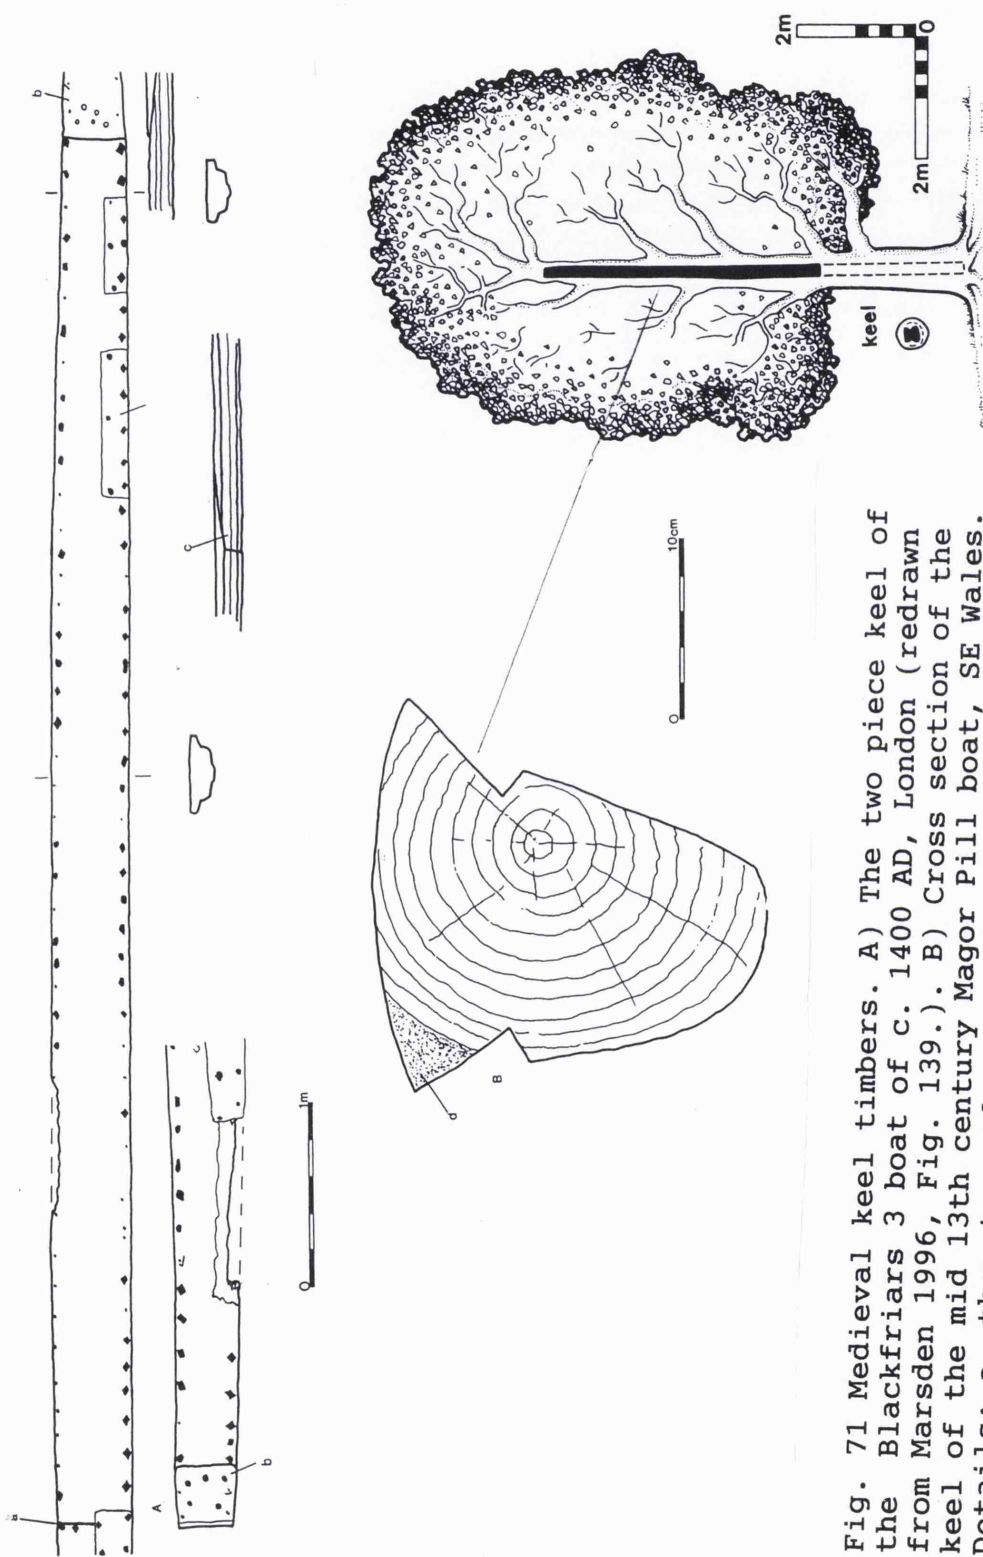 b
c
2m
0
2m
keel
10cm
0
d
B
1m
0
c
b
A
a
Fig. 71 Medieval keel timbers. A) The two piece keel of
the Blackfriars 3 boat of c. 1400 AD, London (redrawn
from Marsden 1996, Fig. 139.). B) Cross section of the
keel of the mid 13th century Magor Pill boat, SE Wales.